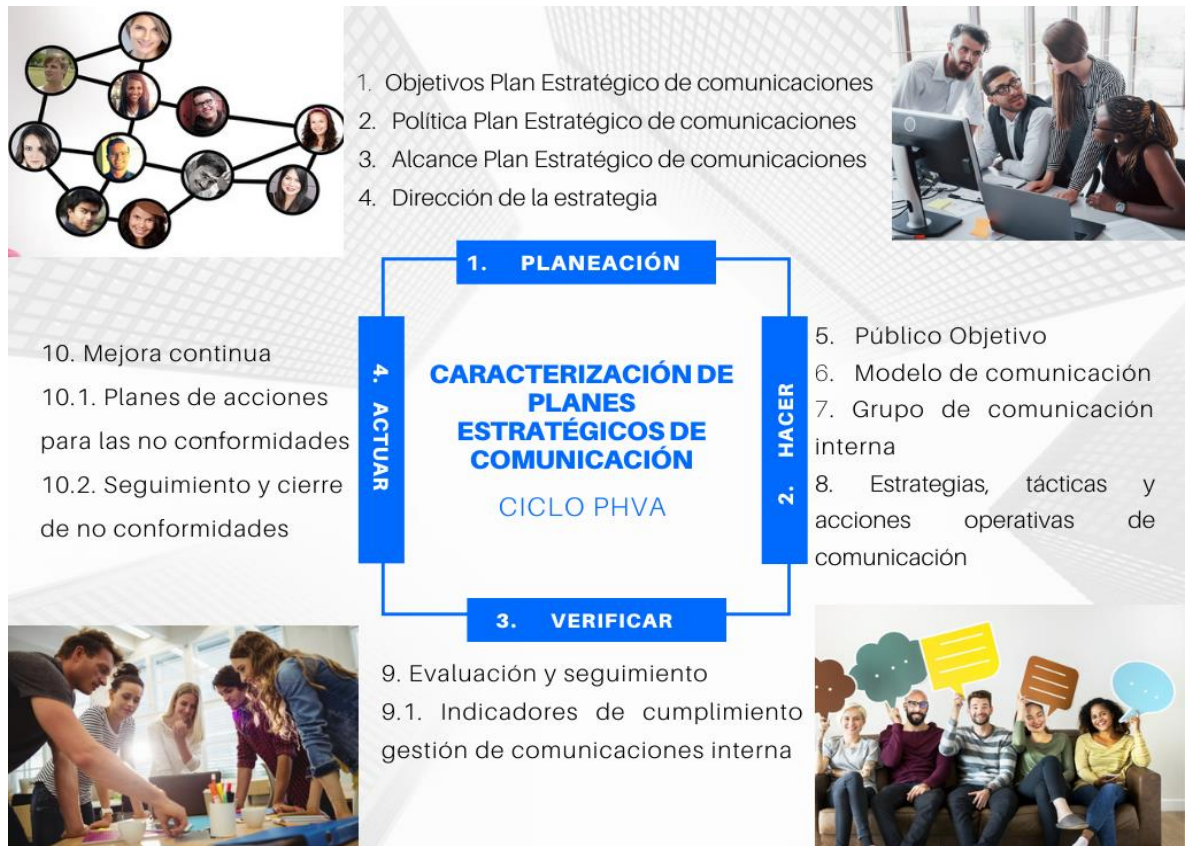 1. Objetivos Plan Estratégico de comunicaciones
2. Política Plan Estratégico de comunicaciones
3. Alcance Plan Estratégico de comunicaciones
4. Dirección de la estrategia
1. PLANEACIÓN
5. Público Objetivo
6. Modelo de comunicación
7. Grupo de comunicación
interna
8. Estrategias, tácticas y
acciones operativas de
comunicación
2. HACER
CARACTERIZACIÓN DE
PLANES
ESTRATÉGICOS DE
COMUNICACIÓN
CICLO PHVA
3. VERIFICAR
9. Evaluación y seguimiento
9.1. Indicadores de cumplimiento
gestión de comunicaciones interna
4. ACTUAR
10. Mejora continua
10.1. Planes de acciones
para las no conformidades
10.2. Seguimiento y cierre
de no conformidades